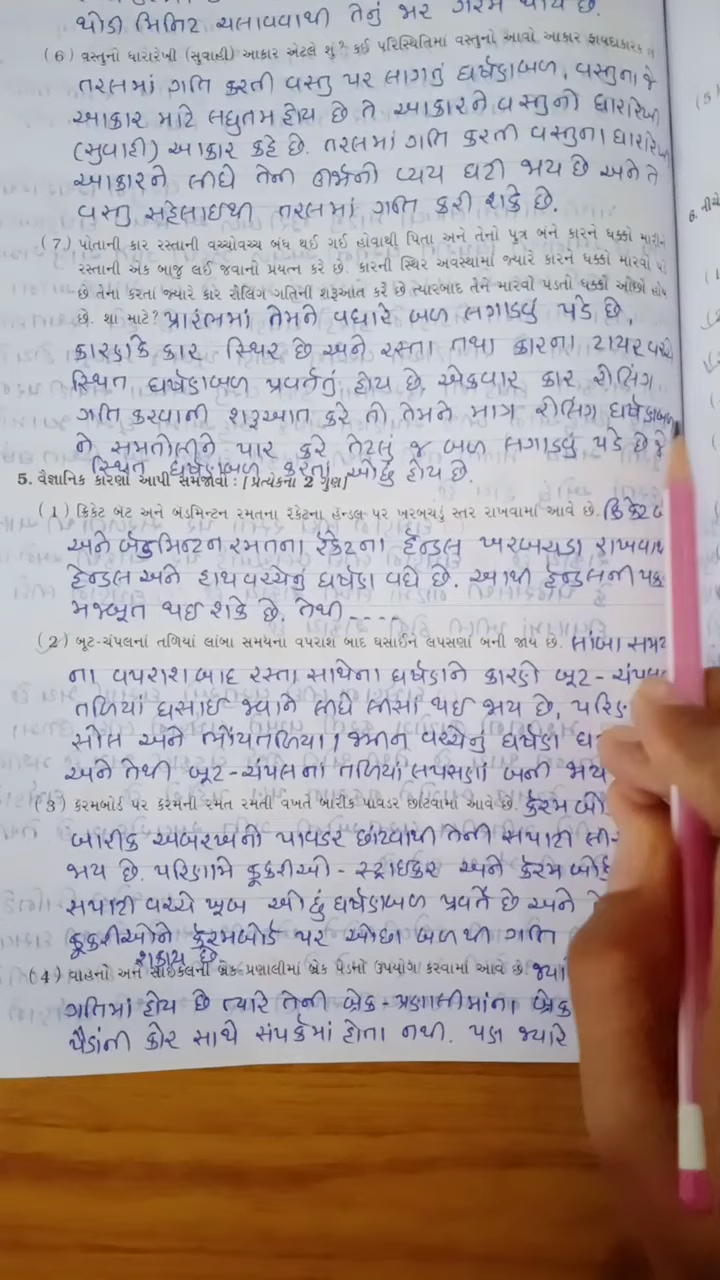 થોડી મિનિટ ચલાવવાથી તેનું ભર ગરમ થાય છે.
(6) વસ્તુનો ધારારેખી (સુવાહી) આકાર એટલે શું? કઈ પરિસ્થિતિમાં વસ્તુનો આવો આકાર ફાયદાકારક
તરલમાં ગતિ કરતી વસ્તુ પર લાગતું ઘર્ષણબળ, વસ્તુના જે
આકાર માટે લઘુતમ હોય છે તે આકારને વસ્તુનો ધારારેખી
(સુવાહી) આકાર કહે છે. તરલમાં ગતિ કરતી વસ્તુના ધારારેખી
આકારને લીધે તેની ઊર્જાનો વ્યય ઘટી જાય છે અને તે
વસ્તુ સહેલાઇથી તરલમાં ગતિ કરી શકે છે.
(7) પોતાની કાર રસ્તાની વચ્ચોવચ્ચ બંધ થઈ ગઈ હોવાથી પિતા અને તેનો પુત્ર બંને કારને ધક્કો મારીને
રસ્તાની એક બાજુ લઈ જવાનો પ્રયત્ન કરે છે. કારની સ્થિર અવસ્થામાં જ્યારે કારને ધક્કો મારવો પડે
છે તેના કરતાં જ્યારે કાર રોલિંગ ગતિની શરૂઆત કરે છે ત્યારબાદ તેને મારવો પડતો ધક્કો ઓછો હોય
છે. શા માટે? પ્રારંભમાં તેમને વધારે બળ લગાડવું પડે છે,
કારણકે કાર સ્થિર છે અને રસ્તા તથા કારના ટાયર વચ્ચે
સ્થિત ઘર્ષણબળ પ્રવર્તતું હોય છે. એકવાર કાર રોલિંગ
ગતિ કરવાની શરૂઆત કરે તો તેમને માત્ર રોલિંગ ઘર્ષણબળ
ને સમતોલીને પાર કરે તેટલું જ બળ લગાડવું પડે છે જે
સ્થિત ઘર્ષણબળ કરતાં ઓછું હોય છે.
5. વૈજ્ઞાનિક કારણો આપી સમજાવો : [પ્રત્યેકના 2 ગુણ]
(1) ક્રિકેટ બૅટ અને બૅડમિન્ટન રમતના રૅકેટના હૅન્ડલ પર ખરબચડું સ્તર રાખવામાં આવે છે. ક્રિકેટ બ
અને બેડમિન્ટન રમતના રેકેટના હેન્ડલ ખરબચડા રાખવાથ
હેન્ડલ અને હાથ વચ્ચેનું ઘર્ષણ વધે છે. આથી હેન્ડલની પક
મજબૂત થઇ શકે છે. તેથી ----
(2) બૂટ-ચંપલનાં તળિયાં લાંબા સમયના વપરાશ બાદ ઘસાઈને લપસણાં બની જાય છે. લાંબા સમય
ના વપરાશ બાદ રસ્તા સાથેના ઘર્ષણને કારણે બૂટ-ચંપલ
તળિયાં ઘસાઇ જવાને લીધે લીસાં થઇ જાય છે, પરિણ
સોલ અને ભોંયતળિયા / જમીન વચ્ચેનું ઘર્ષણ ઘ
અને તેથી બૂટ-ચંપલનાં તળિયાં લપસણાં બની જાય
(3) કૅરમબોર્ડ પર કૅરમની રમત રમતી વખતે બારીક પાવડર છાંટવામાં આવે છે. કેરમ બો
બારીક અબરખનો પાવડર છાંટવાથી તેની સપાટી લી
જાય છે. પરિણામે કૂકરીઓ - સ્ટ્રાઇકર અને કેરમ બોર્ડ
સપાટી વચ્ચે ખૂબ ઓછું ઘર્ષણબળ પ્રવર્તે છે અને તે
કૂકરીઓને કેરમબોર્ડ પર ઓછા બળથી ગતિ
શકાય છે.
(4) વાહનો અને સાઇકલની બ્રેક પ્રણાલીમાં બ્રેક પૅડનો ઉપયોગ કરવામાં આવે છે. જ્યા
ગતિમાં હોય છે ત્યારે તેની બ્રેક-પ્રણાલીમાંના બ્રેક
પૈડાંની કોર સાથે સંપર્કમાં હોતા નથી. પણ જ્યારે